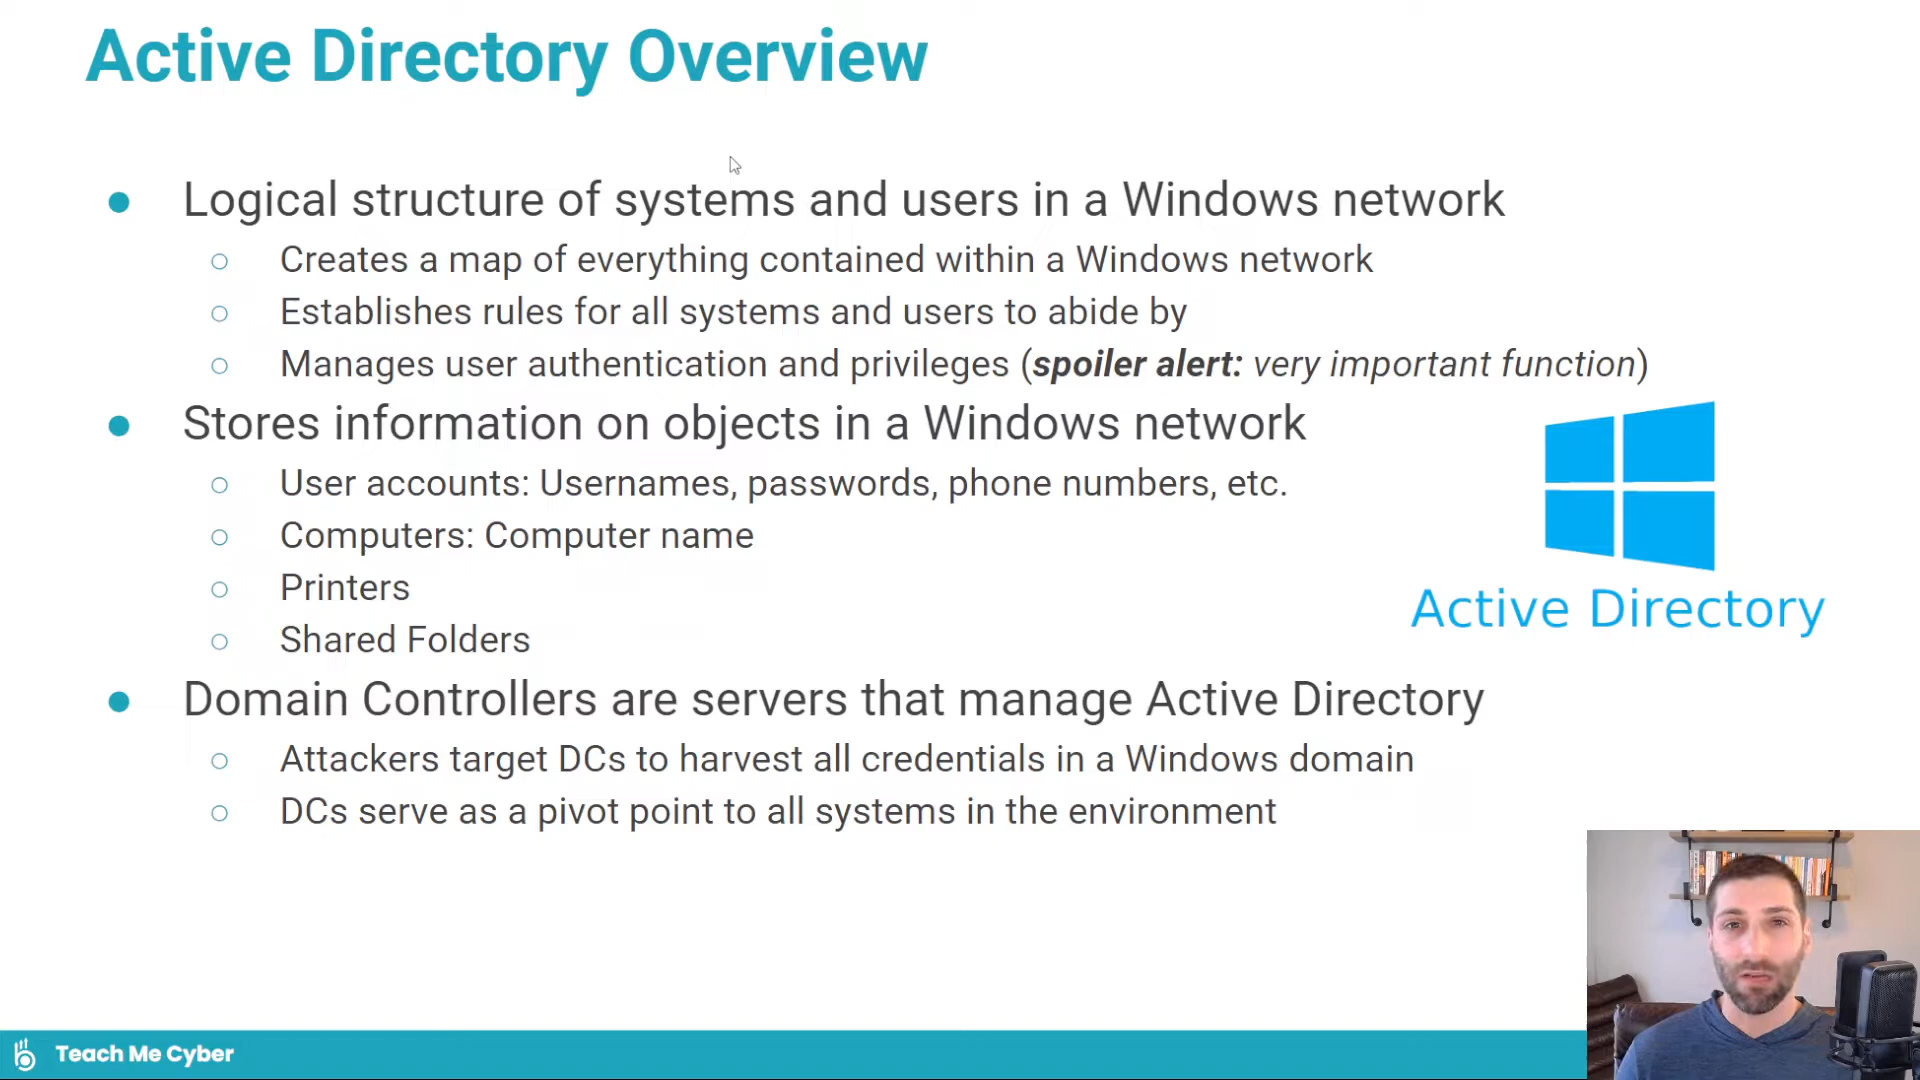 Active Directory Overview
● Logical structure of systems and users in a Windows network
○ Creates a map of everything contained within a Windows network
○ Establishes rules for all systems and users to abide by
○ Manages user authentication and privileges (spoiler alert: very important function)
● Stores information on objects in a Windows network
○ User accounts: Usernames, passwords, phone numbers, etc.
○ Computers: Computer name
○ Printers
○ Shared Folders
Active Directory
● Domain Controllers are servers that manage Active Directory
○ Attackers target DCs to harvest all credentials in a Windows domain
○ DCs serve as a pivot point to all systems in the environment
Teach Me Cyber